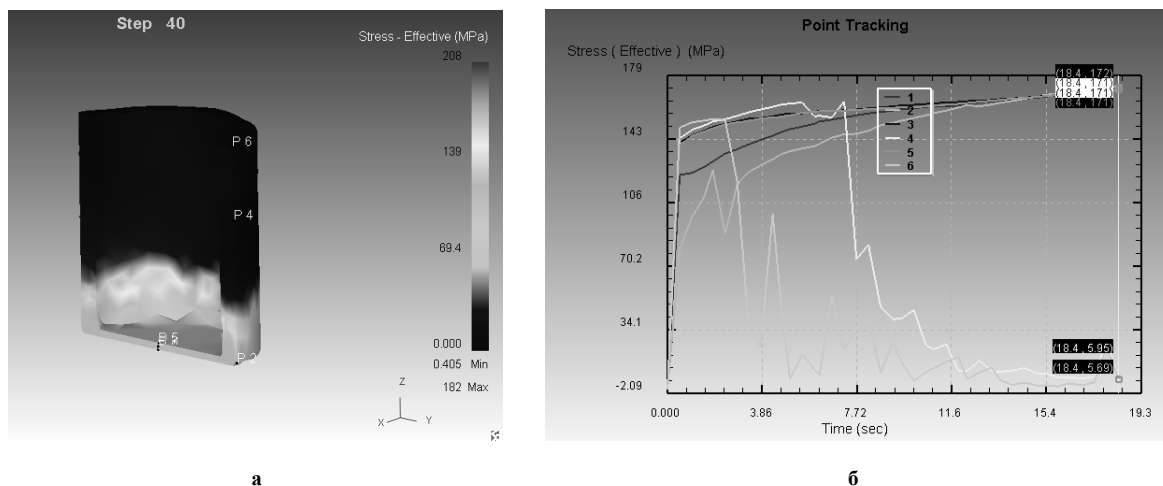 Step 40
Stress - Effective (MPa)
208
139
69.4
0.000
0.405 Min
182 Max
P 6
P 4
P 2
Z
X
Y
а
Point Tracking
Stress ( Effective ) (MPa)
179
143
106
70.2
34.1
-2.09
0.000
3.86
7.72
11.6
15.4
19.3
Time (sec)
1
2
3
4
5
6
(18.4 , 172)
(18.4 , 171)
(18.4 , 171)
(18.4 , 171)
(18.4 , 5.95)
(18.4 , 5.69)
б